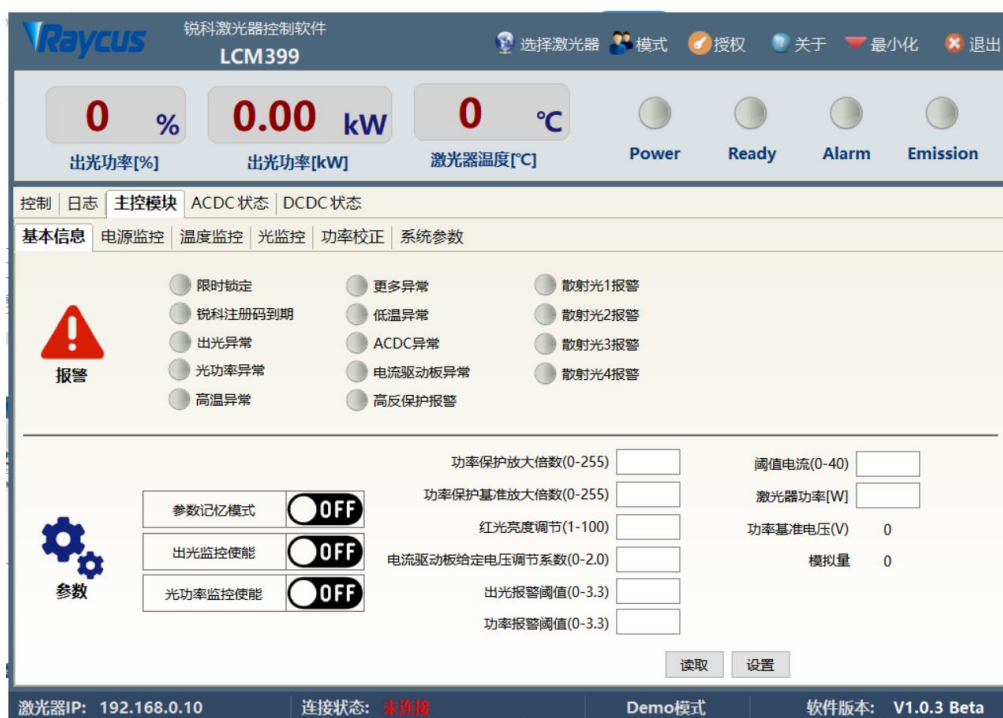 Raycus
锐科激光器控制软件
LCM399
选择激光器 模式 授权 关于 最小化 退出
0 % 0.00 kW 0 ℃
出光功率[%] 出光功率[kW] 激光器温度[℃] Power Ready Alarm Emission
控制 日志 主控模块 ACDC状态 DCDC状态
基本信息 电源监控 温度监控 光监控 功率校正 系统参数
限时锁定 更多异常 散射光1报警
锐科注册码到期 低温异常 散射光2报警
出光异常 ACDC异常 散射光3报警
光功率异常 电流驱动板异常 散射光4报警
高温异常 高反保护报警
报警
功率保护放大倍数(0-255) 阈值电流(0-40)
功率保护基准放大倍数(0-255) 激光器功率[W]
参数记忆模式 OFF
红光亮度调节(1-100) 功率基准电压(V) 0
出光监控使能 OFF
电流驱动板给定电压调节系数(0-2.0) 模拟量 0
光功率监控使能 OFF
出光报警阈值(0-3.3)
功率报警阈值(0-3.3)
参数
读取 设置
激光器IP: 192.168.0.10 连接状态: 未连接 Demo模式 软件版本: V1.0.3 Beta